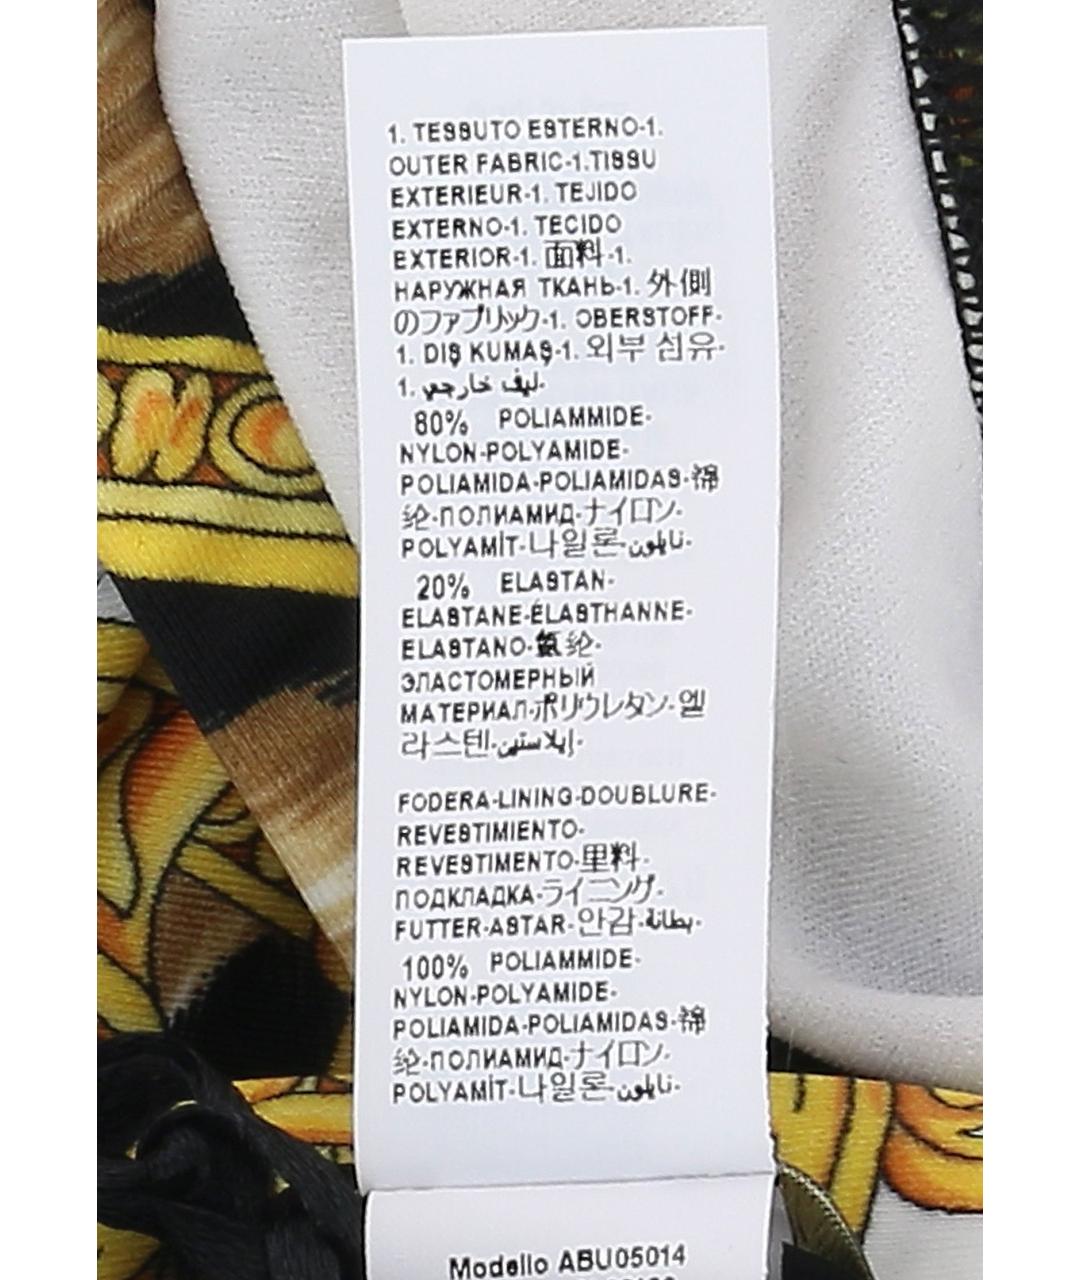 1. TESSUTO ESTERNO-1.
OUTER FABRIC-1.TISSU
EXTERIEUR-1. TEJIDO
EXTERNO-1. TECIDO
EXTERIOR-1. 面料-1.
НАРУЖНАЯ ТКАНЬ-1. 外側
のファブリック-1. OBERSTOFF-
1. DIŞ KUMAŞ-1. 외부 섬유-
1. ليف خارجي-
80% POLIAMMIDE-
NYLON-POLYAMIDE-
POLIAMIDA-POLIAMIDAS-锦
纶-ПОЛИАМИД-ナイロン-
POLYAMİT-나일론-نايلون-
20% ELASTAN-
ELASTANE-ÉLASTHANNE-
ELASTANO-氨纶-
ЭЛАСТОМЕРНЫЙ
МАТЕРИАЛ-ポリウレタン-엘
라스텐-إيلاستين-
FODERA-LINING-DOUBLURE-
REVESTIMIENTO-
REVESTIMENTO-里料-
ПОДКЛАДКА-ライニング-
FUTTER-ASTAR-안감-بطانة-
100% POLIAMMIDE-
NYLON-POLYAMIDE-
POLIAMIDA-POLIAMIDAS-锦
纶-ПОЛИАМИД-ナイロン-
POLYAMİT-나일론-نايلون-
Modello ABU05014